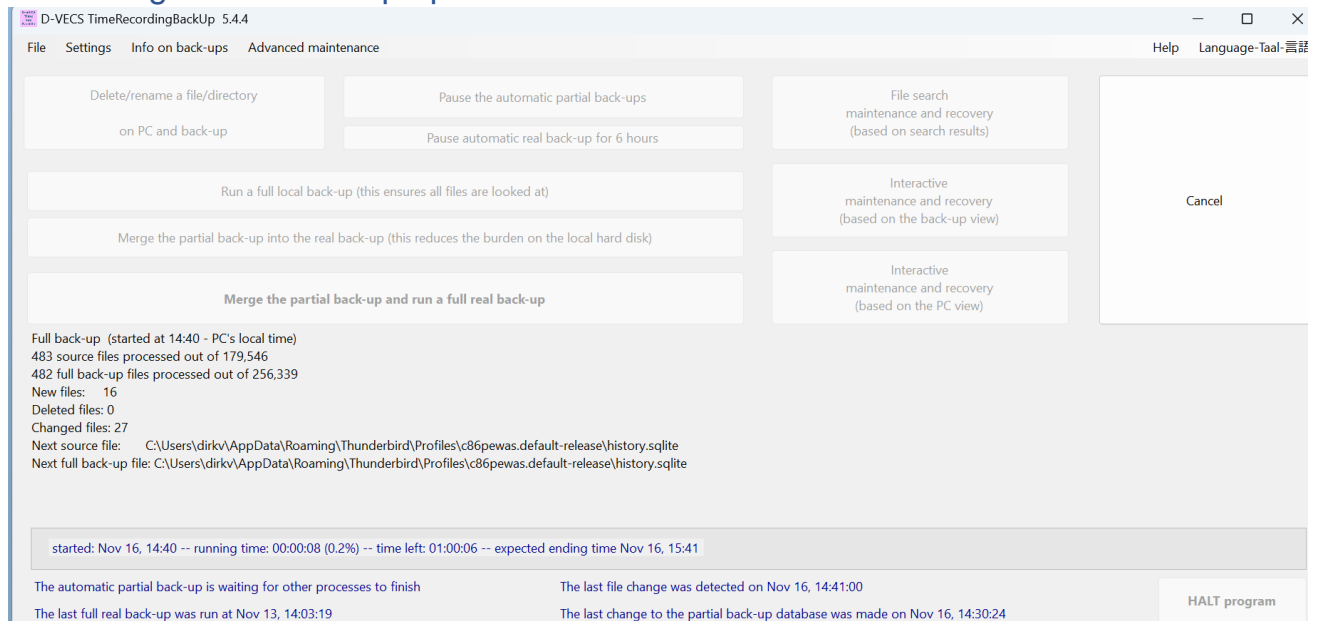 D-VECS TimeRecordingBackUp 5.4.4
File Settings Info on back-ups Advanced maintenance Help Language-Taal-言語
Delete/rename a file/directory
on PC and back-up
Pause the automatic partial back-ups
Pause automatic real back-up for 6 hours
File search
maintenance and recovery
(based on search results)
Run a full local back-up (this ensures all files are looked at)
Interactive
maintenance and recovery
(based on the back-up view)
Cancel
Merge the partial back-up into the real back-up (this reduces the burden on the local hard disk)
Merge the partial back-up and run a full real back-up
Interactive
maintenance and recovery
(based on the PC view)
Full back-up (started at 14:40 - PC's local time)
483 source files processed out of 179,546
482 full back-up files processed out of 256,339
New files: 16
Deleted files: 0
Changed files: 27
Next source file: C:\Users\dirkv\AppData\Roaming\Thunderbird\Profiles\c86pewas.default-release\history.sqlite
Next full back-up file: C:\Users\dirkv\AppData\Roaming\Thunderbird\Profiles\c86pewas.default-release\history.sqlite
started: Nov 16, 14:40 -- running time: 00:00:08 (0.2%) -- time left: 01:00:06 -- expected ending time Nov 16, 15:41
The automatic partial back-up is waiting for other processes to finish
The last file change was detected on Nov 16, 14:41:00
The last full real back-up was run at Nov 13, 14:03:19
The last change to the partial back-up database was made on Nov 16, 14:30:24
HALT program